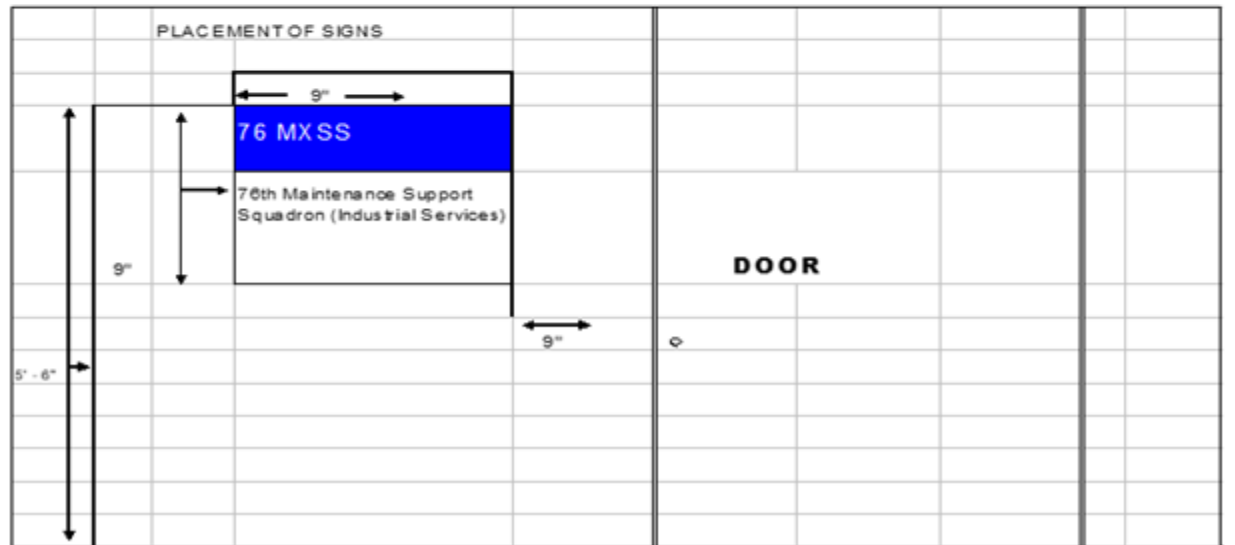 PLACEMENT OF SIGNS
9"
76 MXSS
76th Maintenance Support
Squadron (Industrial Services)
9"
DOOR
9"
5' - 6"